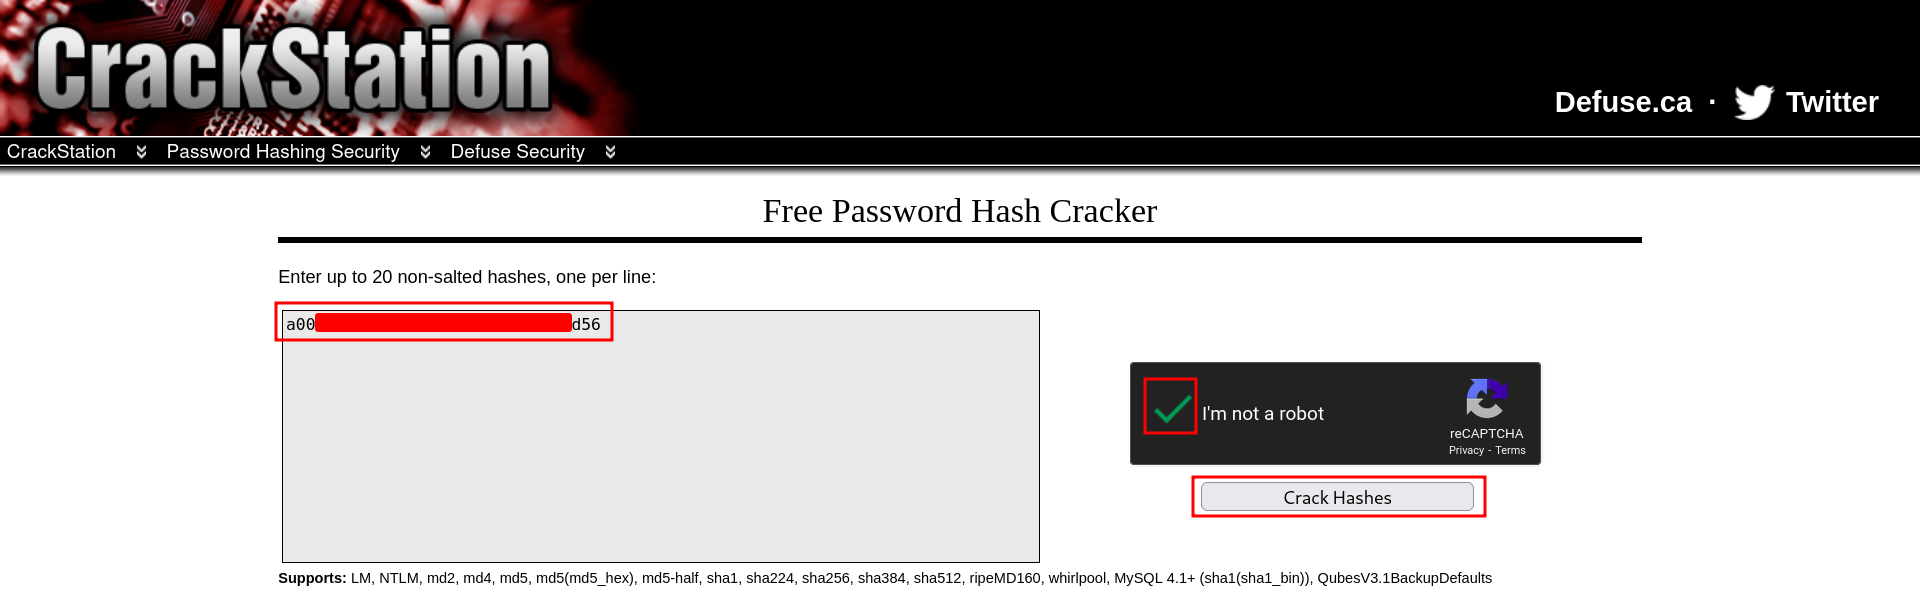 CrackStation
Defuse.ca · Twitter
CrackStation Password Hashing Security Defuse Security
Free Password Hash Cracker
Enter up to 20 non-salted hashes, one per line:
a00 d56
I'm not a robot
reCAPTCHA
Privacy - Terms
Crack Hashes
Supports: LM, NTLM, md2, md4, md5, md5(md5_hex), md5-half, sha1, sha224, sha256, sha384, sha512, ripeMD160, whirlpool, MySQL 4.1+ (sha1(sha1_bin)), QubesV3.1BackupDefaults